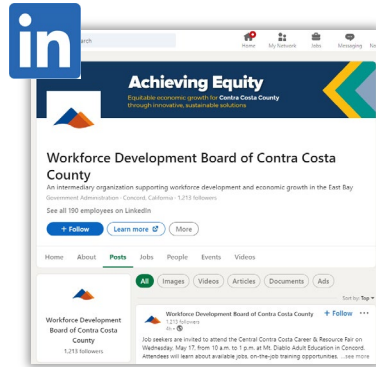 in
arch
Home My Network Jobs Messaging
Achieving Equity
Equitable economic growth for Contra Costa County
through innovative, sustainable solutions
Workforce Development Board of Contra Costa
County
An intermediary organization supporting workforce development and economic growth in the East Bay
Government Administration · Concord, California · 1,213 followers
See all 190 employees on LinkedIn
+ Follow Learn more More
Home About Posts Jobs People Events Videos
All Images Videos Articles Documents Ads
Sort by: Top
Workforce Development
Board of Contra Costa
County
1,213 followers
Workforce Development Board of Contra Costa County + Follow ...
1,213 followers
4h •
Job seekers are invited to attend the Central Contra Costa Career & Resource Fair on
Wednesday, May 17, from 10 a.m. to 1 p.m. at Mt. Diablo Adult Education in Concord.
Attendees will learn about available jobs, on-the-job training opportunities. ...see more